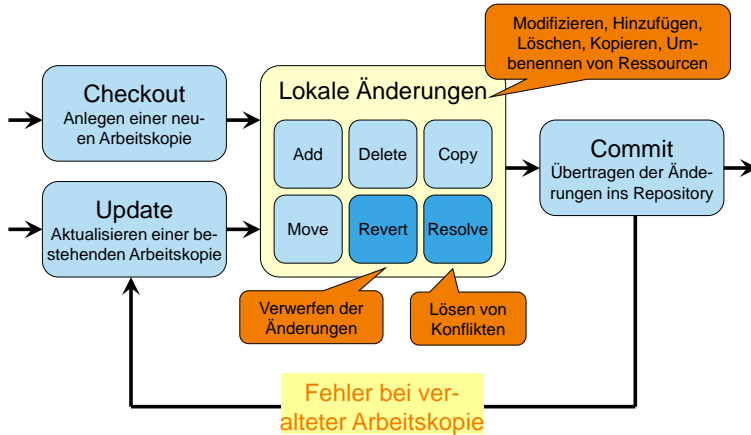 Modifizieren, Hinzufügen,
Löschen, Kopieren, Um-
benennen von Ressourcen
Checkout
Anlegen einer neu-
en Arbeitskopie
Lokale Änderungen
Add
Delete
Copy
Commit
Übertragen der Ände-
rungen ins Repository
Update
Aktualisieren einer be-
stehenden Arbeitskopie
Move
Revert
Resolve
Verwerfen der
Änderungen
Lösen von
Konflikten
Fehler bei ver-
alteter Arbeitskopie